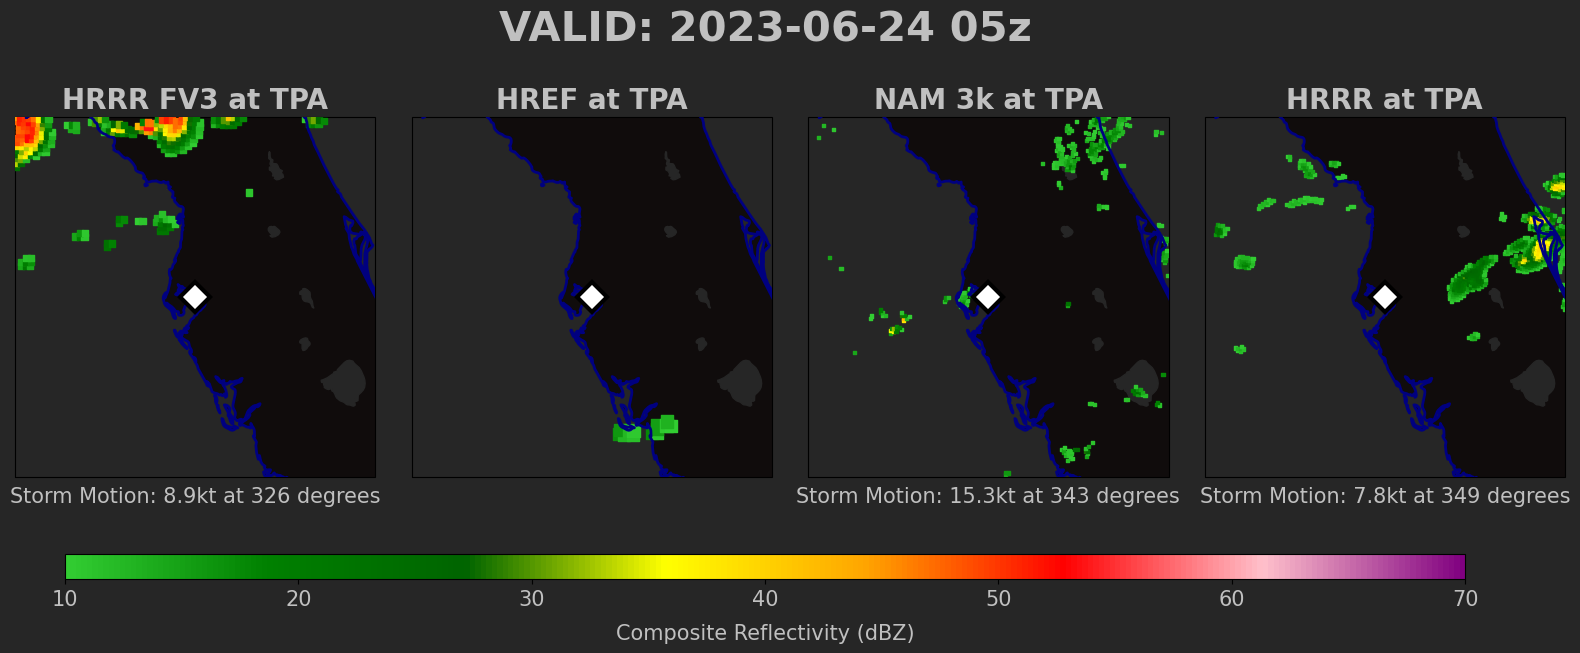 VALID: 2023-06-24 05z
HRRR FV3 at TPA
HREF at TPA
NAM 3k at TPA
HRRR at TPA
Storm Motion: 8.9kt at 326 degrees
Storm Motion: 15.3kt at 343 degrees
Storm Motion: 7.8kt at 349 degrees
10 20 30 40 50 60 70
Composite Reflectivity (dBZ)